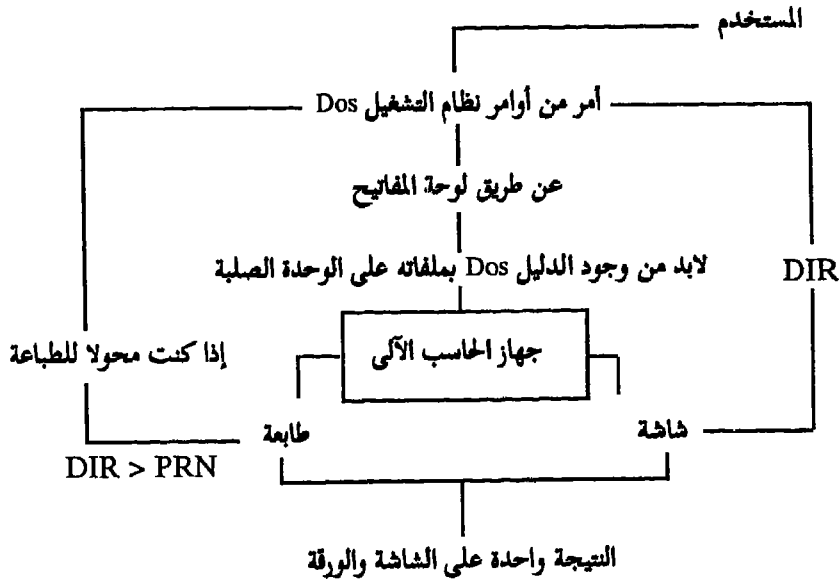 المستخدم
أمر من أوامر نظام التشغيل Dos
عن طريق لوحة المفاتيح
لابد من وجود الدليل Dos بملفاته على الوحدة الصلبة
DIR
جهاز الحاسب الآلى
إذا كنت محولا للطباعة
شاشة
طابعة
DIR > PRN
النتيجة واحدة على الشاشة والورقة